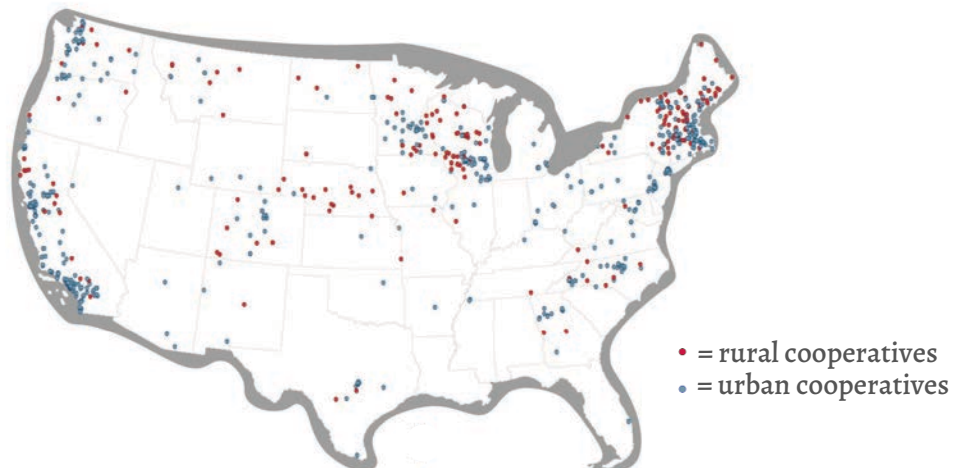 = rural cooperatives
= urban cooperatives